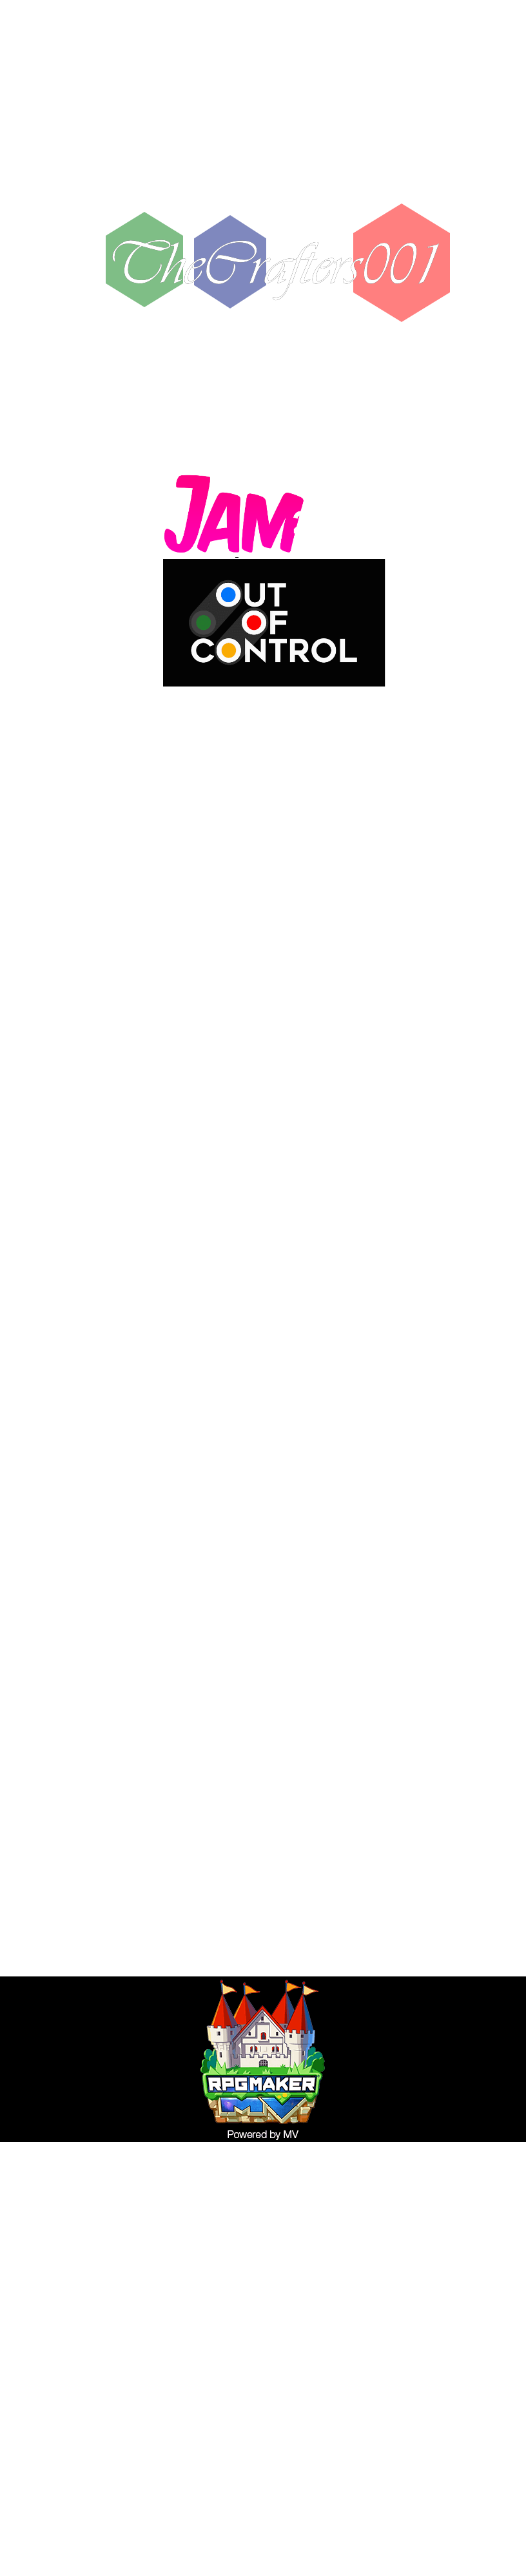 TheCrafters001
JAM
OUT
OF
CONTROL
RPG MAKER
MV
Powered by MV